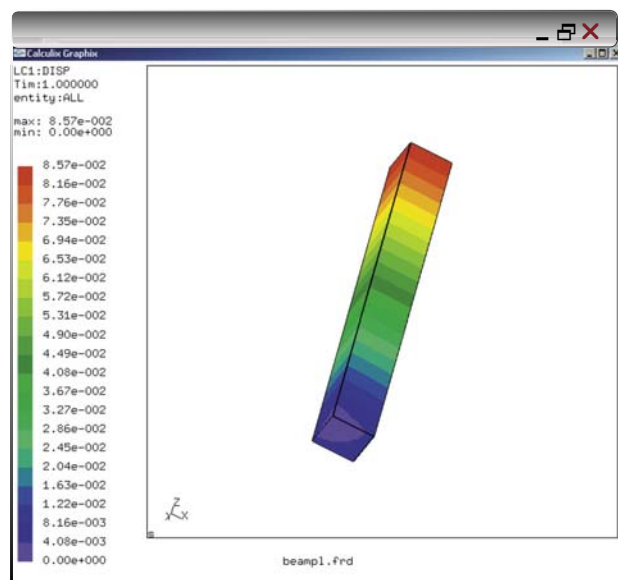 Calculix Graphix
LC1:DISP
Tim:1.000000
entity:ALL
max: 8.57e-002
min: 0.00e+000
8.57e-002
8.16e-002
7.76e-002
7.35e-002
6.94e-002
6.53e-002
6.12e-002
5.72e-002
5.31e-002
4.90e-002
4.49e-002
4.08e-002
3.67e-002
3.27e-002
2.86e-002
2.45e-002
2.04e-002
1.63e-002
1.22e-002
8.16e-003
4.08e-003
0.00e+000
Z
X
beampl.frd